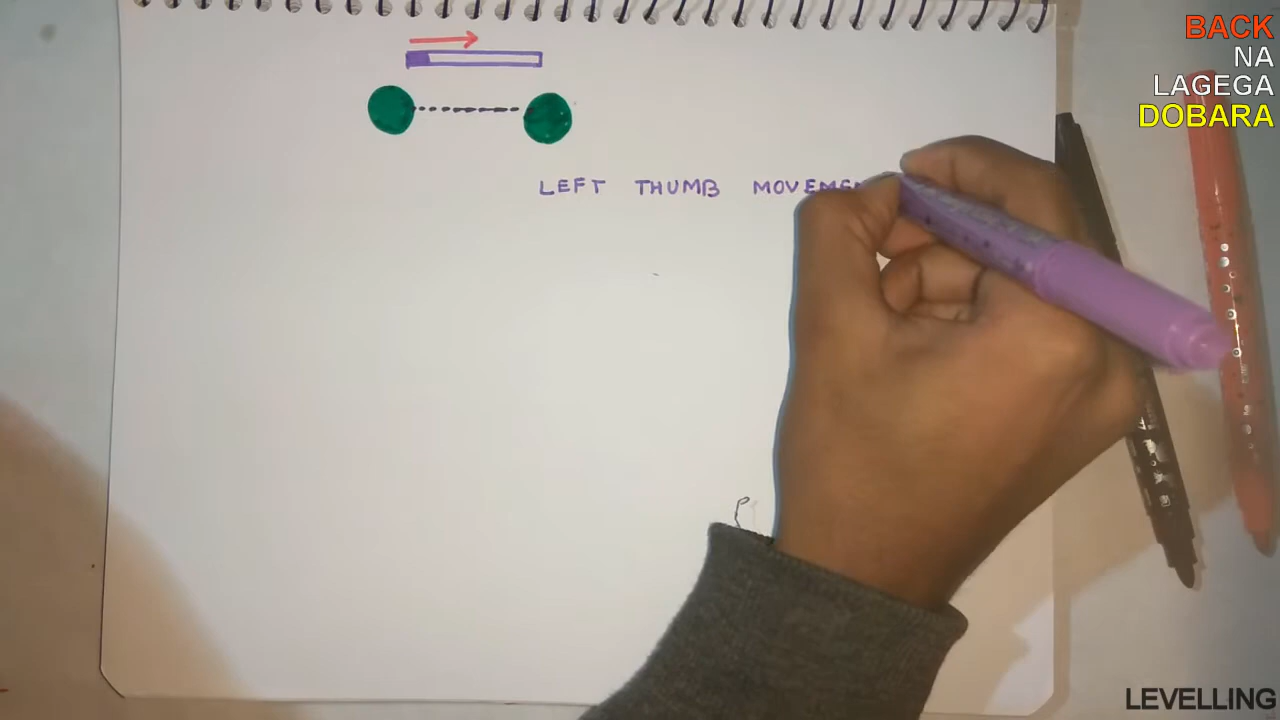 BACK
NA
LAGEGA
DOBARA
LEFT THUMB
LEVELLING